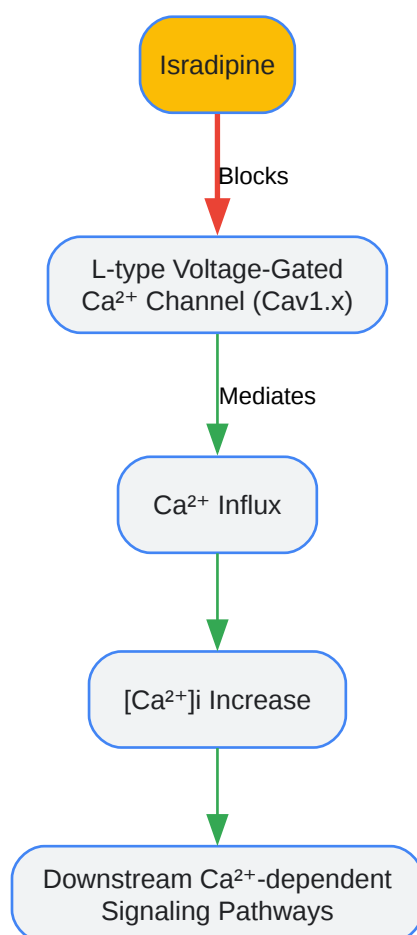 Isradipine
Blocks
L-type Voltage-Gated
Ca²⁺ Channel (Cav1.x)
Mediates
Ca²⁺ Influx
[Ca²⁺]i Increase
Downstream Ca²⁺-dependent
Signaling Pathways